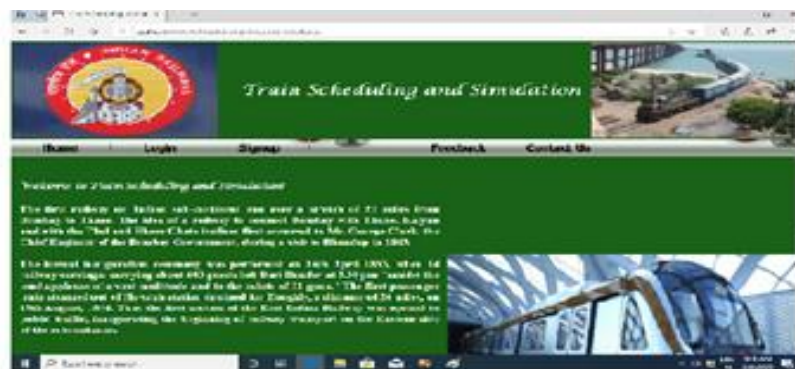 Train Scheduling and Simulation
Home Login Signup Feedback Contact Us
Welcome to Train Scheduling and Simulation
The first railway on Indian sub-continent ran over a stretch of 21 miles from
Bombay to Thane. The idea of a railway to connect Bombay with Thane, Kalyan
and with the Thal and Bhore Ghats inclines first occurred to Mr. George Clark, the
Chief Engineer of the Bombay Government, during a visit to Bhandup in 1843.
The formal inauguration ceremony was performed on 16th April 1853, when 14
railway carriages carrying about 400 guests left Bori Bunder at 3.30 pm "amidst the
loud applause of a vast multitude and to the salute of 21 guns." The first passenger
train steamed out of Howrah station destined for Hooghly, a distance of 24 miles, on
15th August, 1854. Thus the first section of the East Indian Railway was opened to
public traffic, inaugurating the beginning of railway transport on the Eastern side
of the subcontinent.